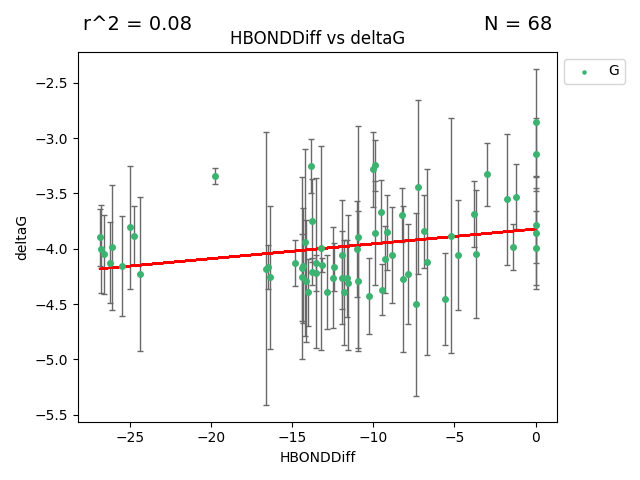 r^2 = 0.08
N = 68
HBONDDiff vs deltaG
G
−2.5
−3.0
−3.5
−4.0
−4.5
−5.0
−5.5
deltaG
−25
−20
−15
−10
−5
0
HBONDDiff